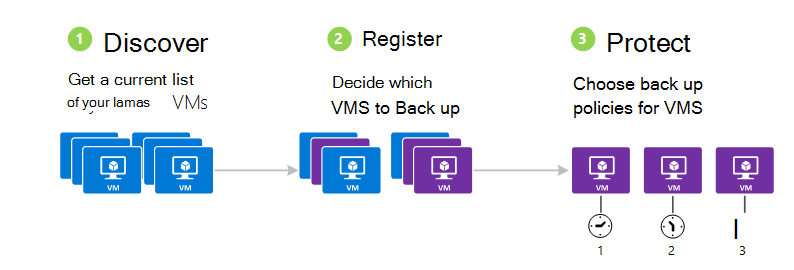 1 Discover
Get a current list
of your lamas VMs
VM
VM
2 Register
Decide which
VMS to Back up
VM
VM
3 Protect
Choose back up
policies for VMS
VM
VM
VM
1
2
3